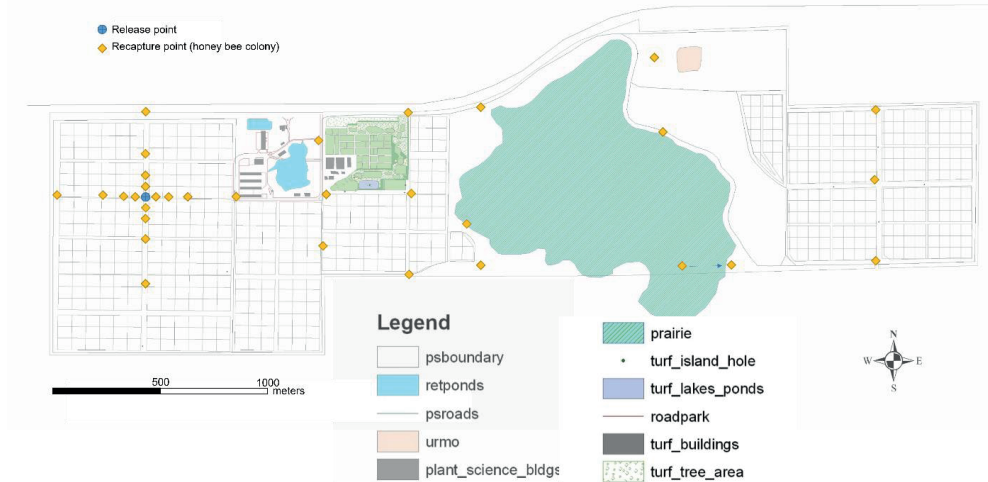 Release point
Recapture point (honey bee colony)
500
1000
meters
Legend
psboundary
retponds
psroads
urmo
plant_science_bldgs
prairie
turf_island_hole
turf_lakes_ponds
roadpark
turf_buildings
turf_tree_area
N
W
E
S